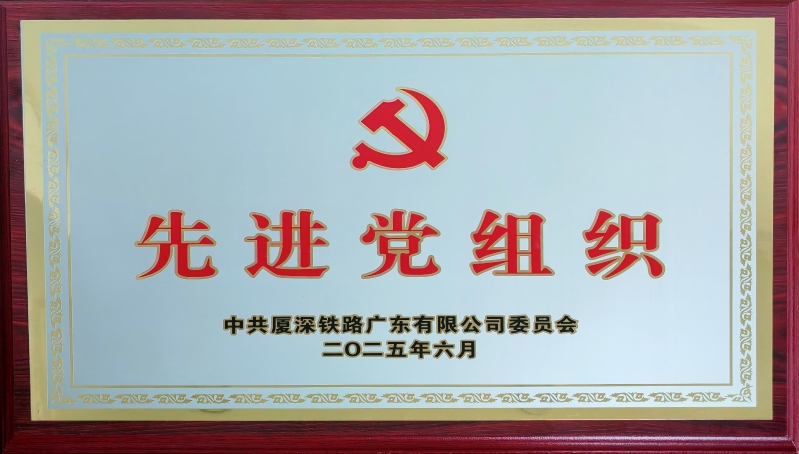 先进党组织
中共厦深铁路广东有限公司委员会
二〇二五年六月